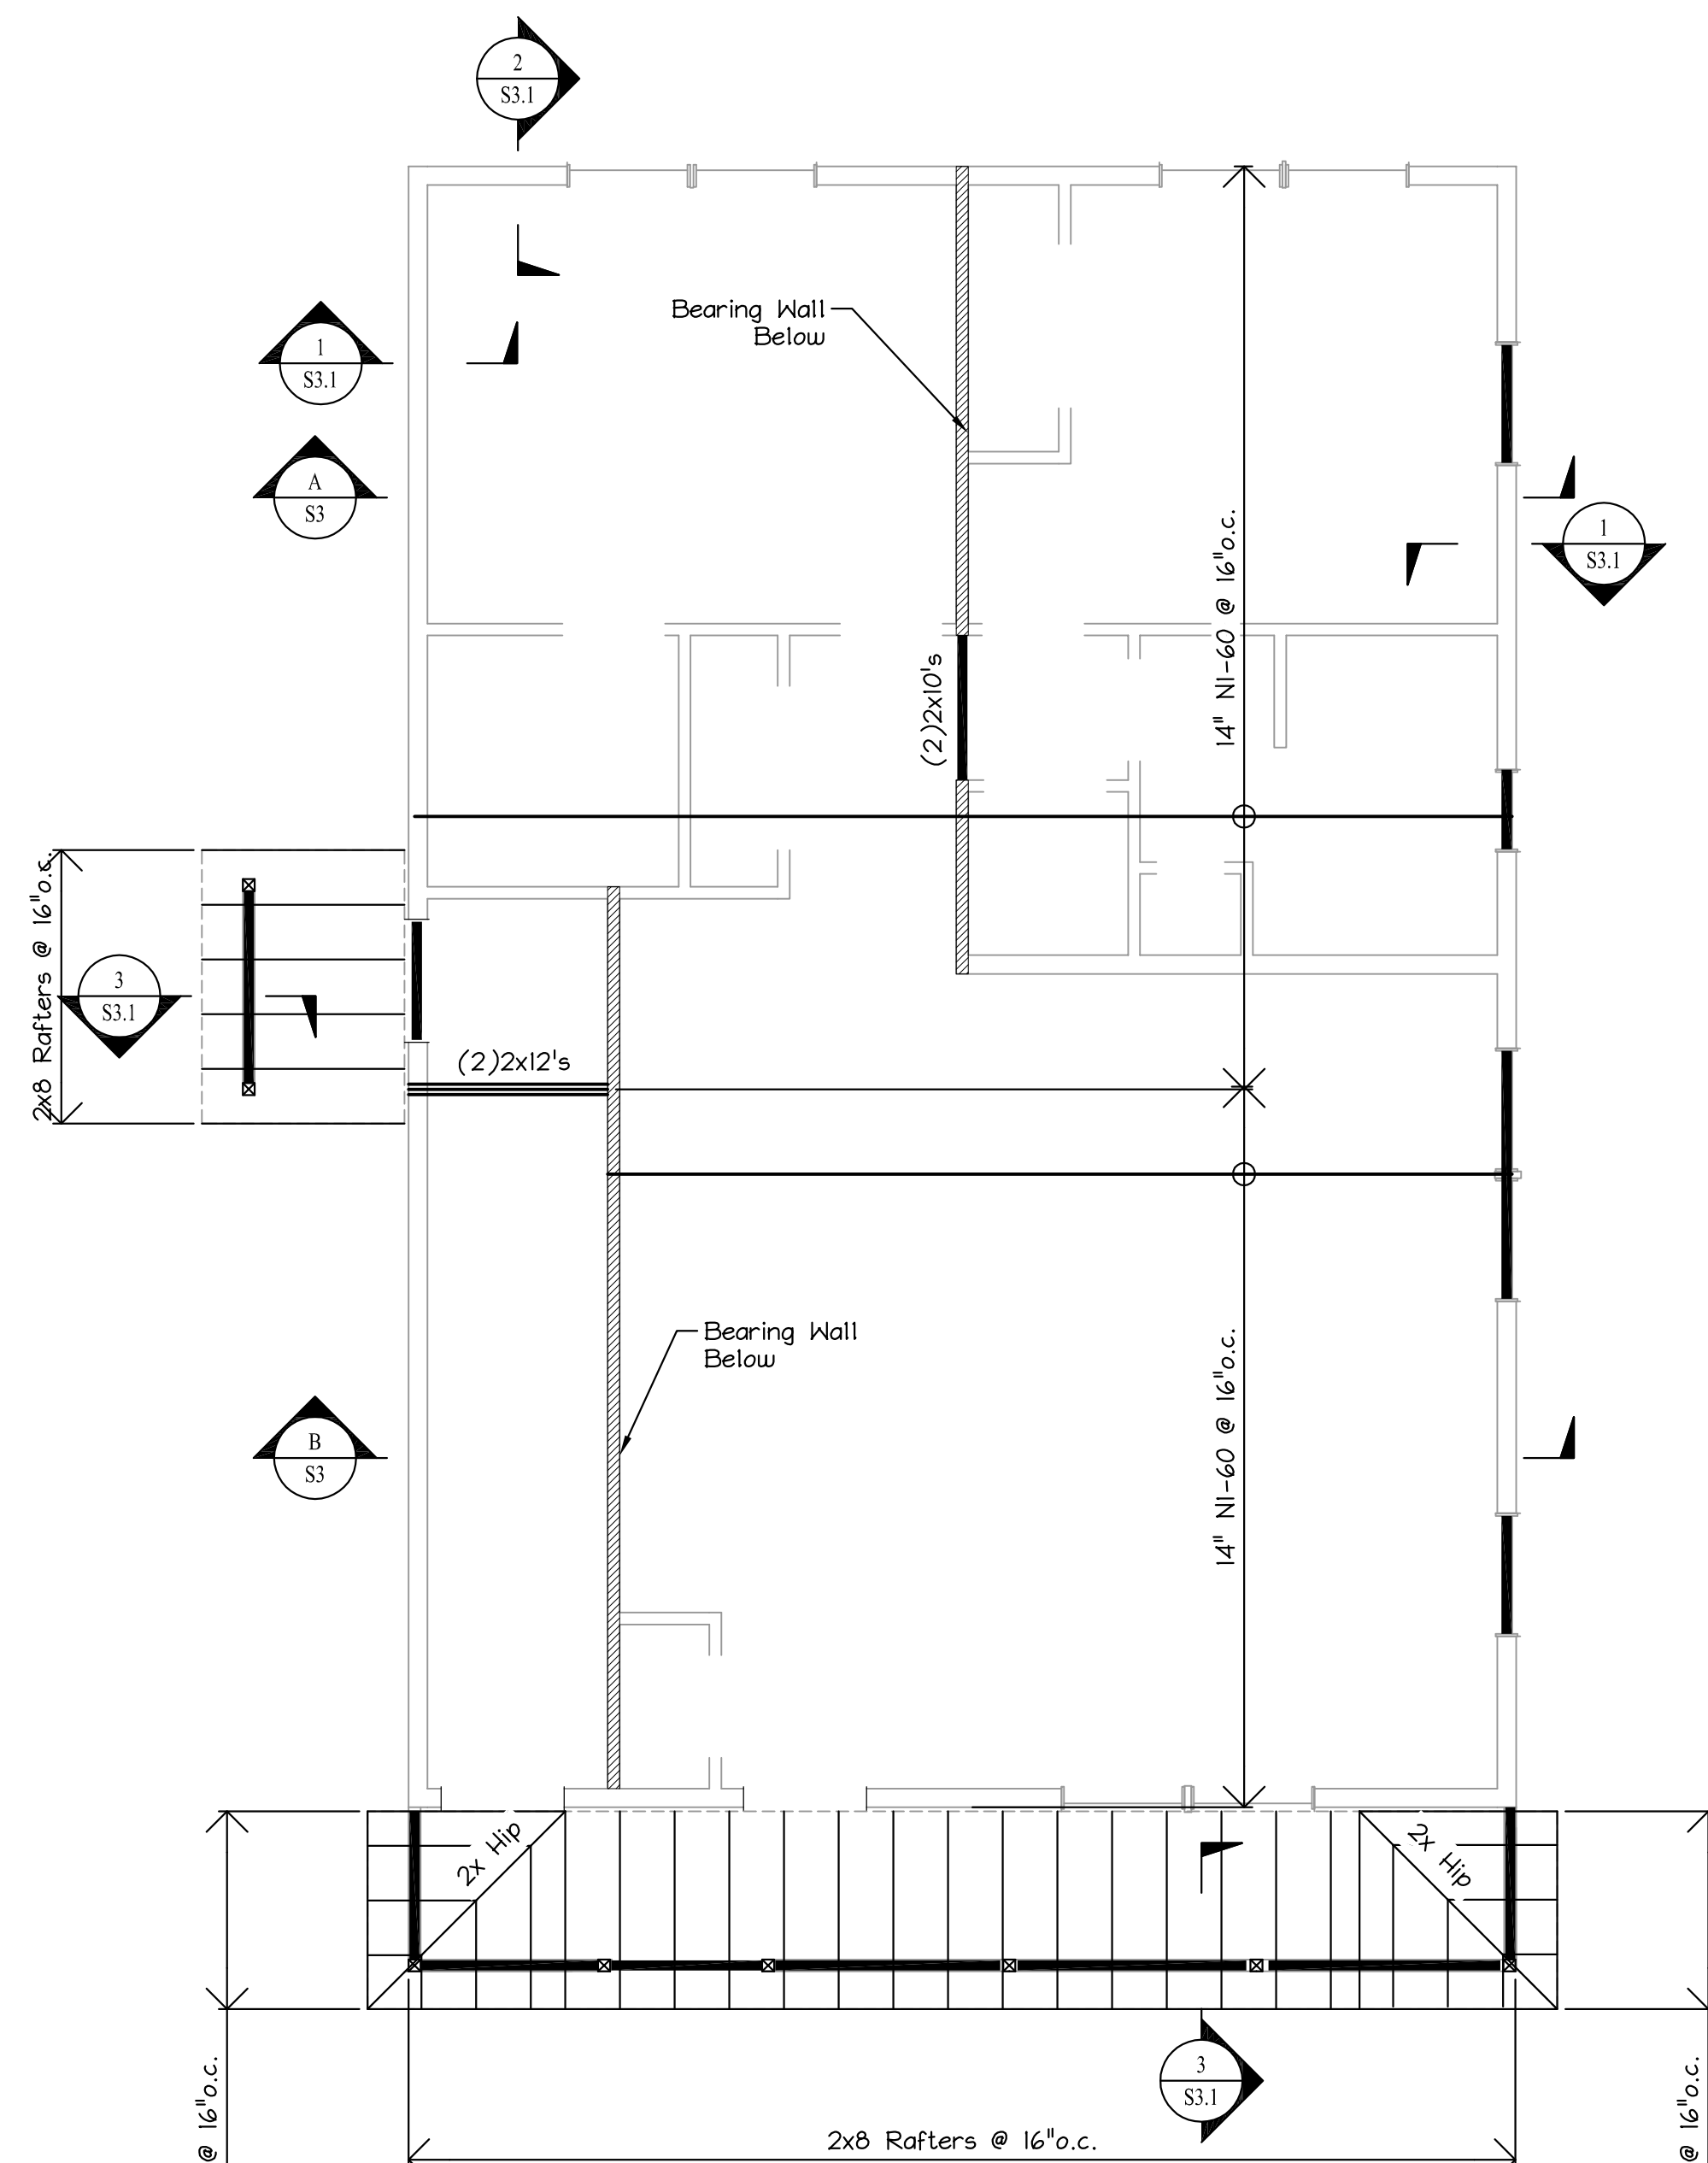 2
S3.1
Bearing Wall
Below
1
S3.1
A
S3
14" NI-60 @ 16"o.c.
1
S3.1
(2)2x10's
2x8 Rafters @ 16"o.c.
3
S3.1
(2)2x12's
Bearing Wall
Below
14" NI-60 @ 16"o.c.
B
S3
2x Hip
2x Hip
3
S3.1
@ 16"o.c.
2x8 Rafters @ 16"o.c.
@ 16"o.c.